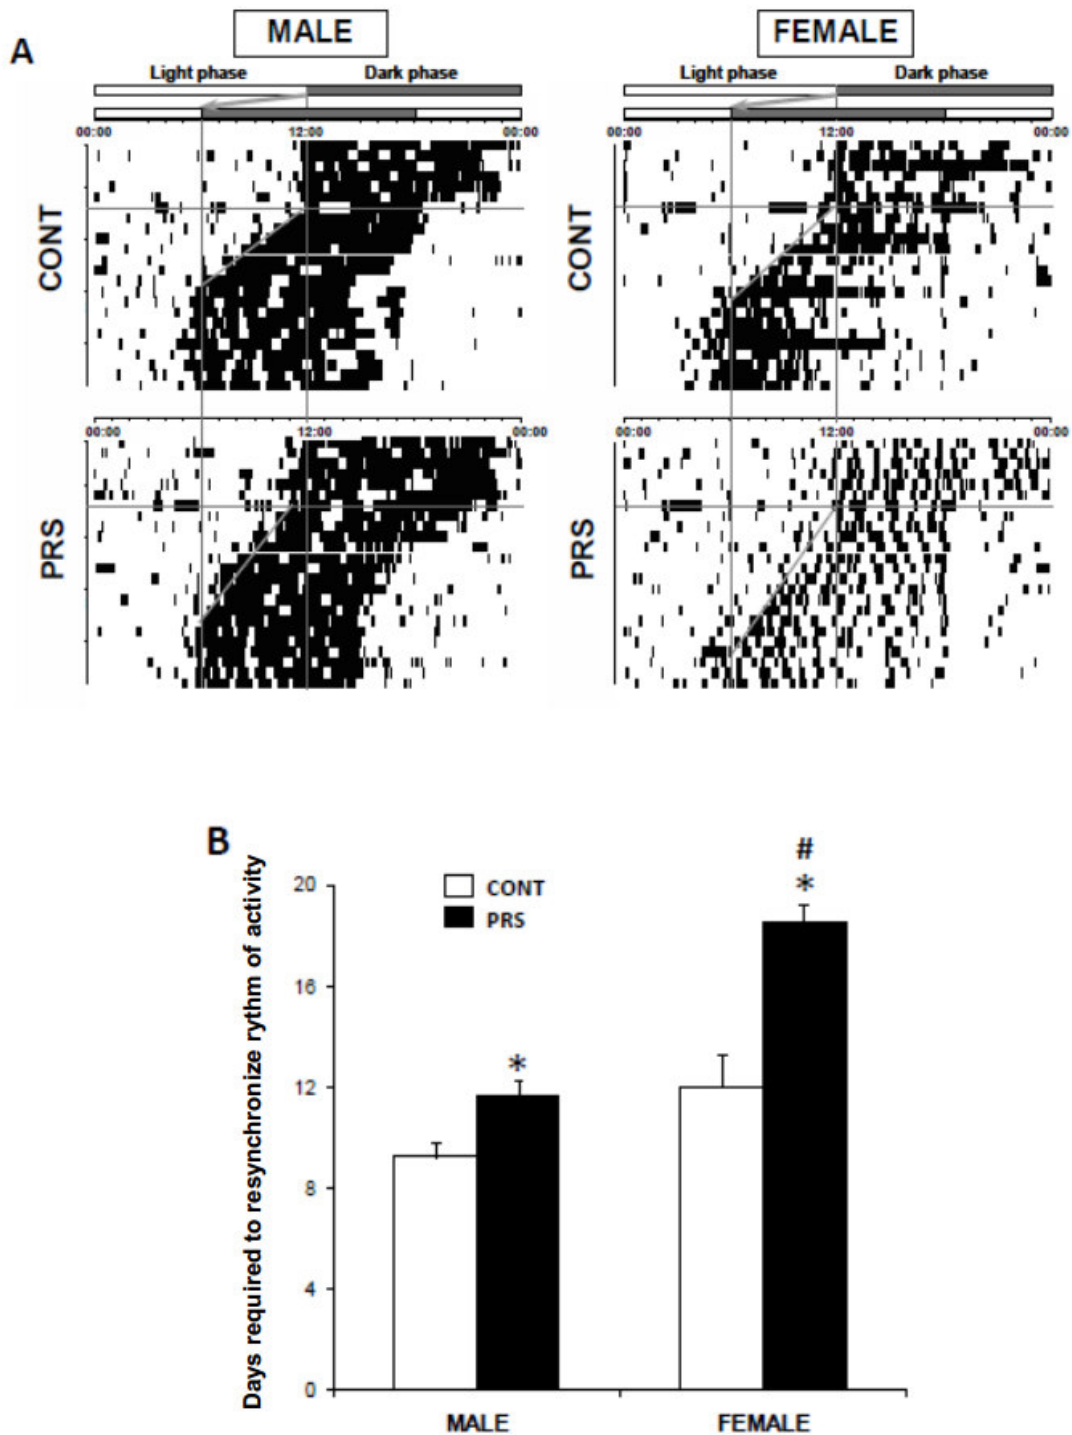 A
MALE
FEMALE
Light phase
Dark phase
Light phase
Dark phase
00:00
12:00
00:00
00:00
12:00
00:00
CONT
CONT
00:00
12:00
00:00
00:00
12:00
00:00
PRS
PRS
B
#
*
*
Days required to resynchronize rythm of activity
20
16
12
8
4
0
CONT
PRS
MALE
FEMALE